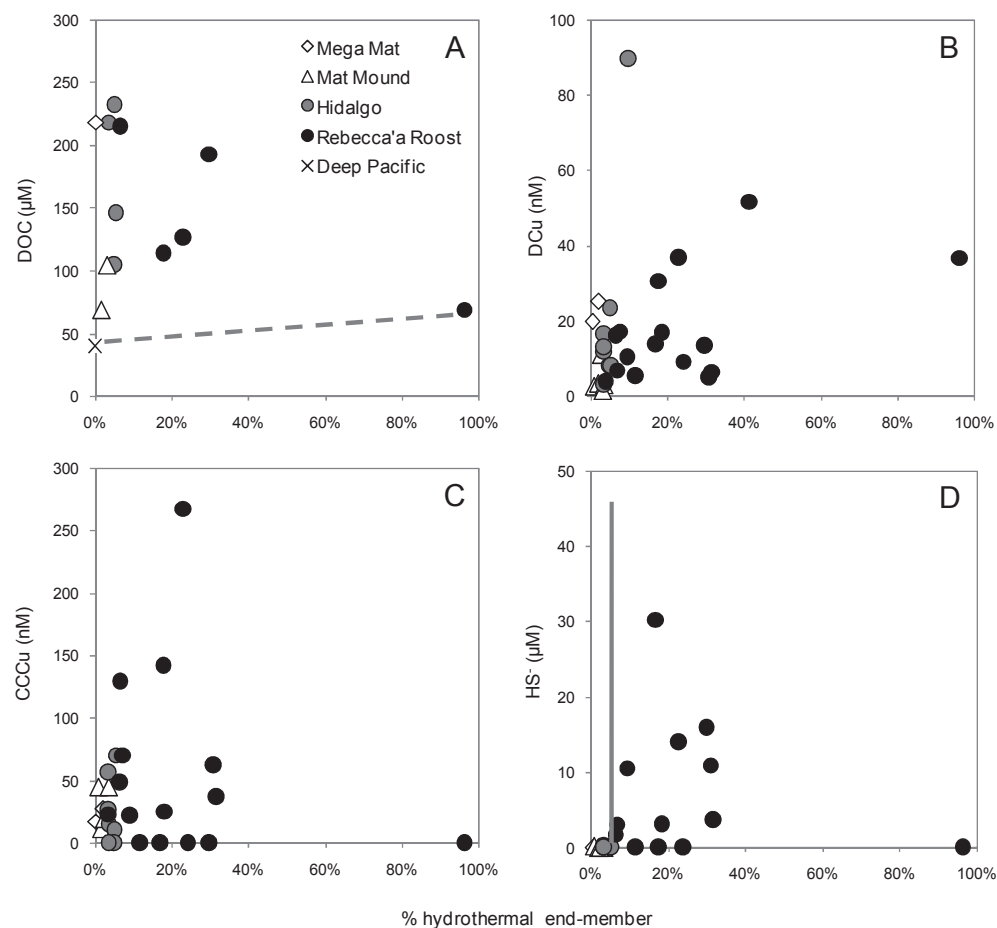 300
250
200
150
100
50
0
DOC (µM)
A
Mega Mat
Mat Mound
Hidalgo
Rebecca'a Roost
Deep Pacific
0% 20% 40% 60% 80% 100%
100
80
60
40
20
0
DCu (nM)
B
0% 20% 40% 60% 80% 100%
300
250
200
150
100
50
0
CCCu (nM)
C
0% 20% 40% 60% 80% 100%
50
40
30
20
10
0
HS⁻ (µM)
D
0% 20% 40% 60% 80% 100%
% hydrothermal end-member